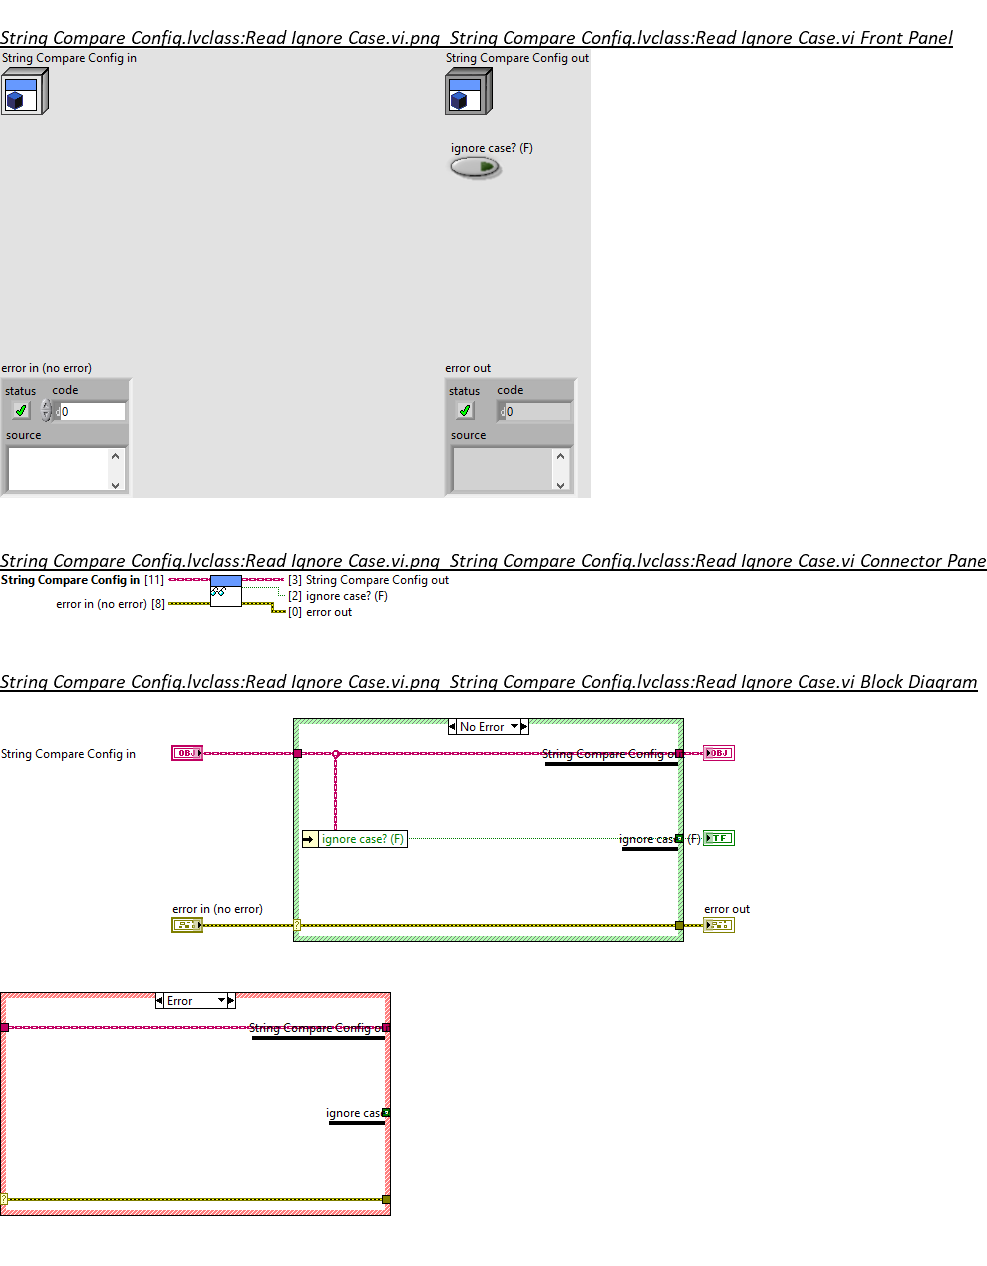 String Compare Config.lvclass:Read Ignore Case.vi.png  String Compare Config.lvclass:Read Ignore Case.vi Front Panel
String Compare Config in
String Compare Config out
ignore case? (F)
error in (no error)
error out
status code
status code
d 0
d 0
source
source
String Compare Config.lvclass:Read Ignore Case.vi.png  String Compare Config.lvclass:Read Ignore Case.vi Connector Pane
String Compare Config in [11]
[3] String Compare Config out
[2] ignore case? (F)
error in (no error) [8]
[0] error out
String Compare Config.lvclass:Read Ignore Case.vi.png  String Compare Config.lvclass:Read Ignore Case.vi Block Diagram
No Error
String Compare Config in
OBJ
String Compare Config o
OBJ
ignore case? (F)
ignore case (F)
TF
error in (no error)
error out
?
Error
String Compare Config o
ignore case
?